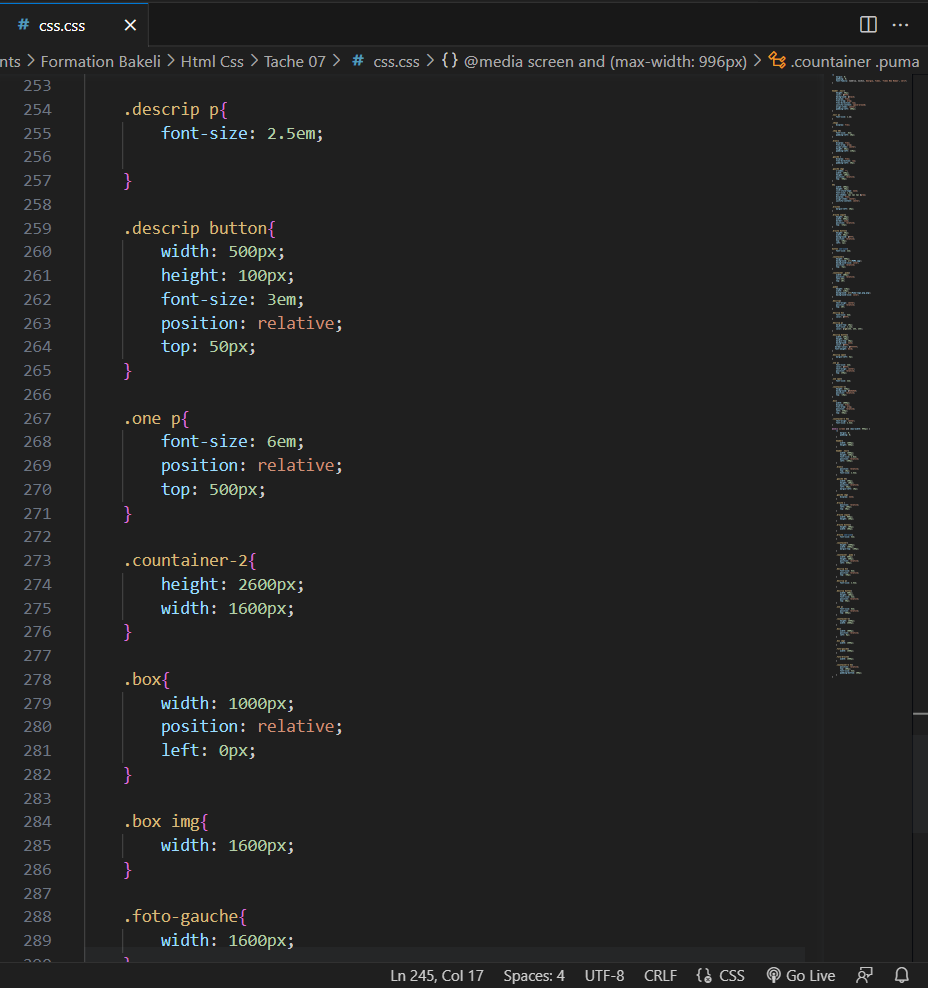 # css.css ×
nts > Formation Bakeli > Html Css > Tache 07 > # css.css > {} @media screen and (max-width: 996px) > .countainer .puma
253
254 .descrip p{
255 font-size: 2.5em;
256
257 }
258
259 .descrip button{
260 width: 500px;
261 height: 100px;
262 font-size: 3em;
263 position: relative;
264 top: 50px;
265 }
266
267 .one p{
268 font-size: 6em;
269 position: relative;
270 top: 500px;
271 }
272
273 .countainer-2{
274 height: 2600px;
275 width: 1600px;
276 }
277
278 .box{
279 width: 1000px;
280 position: relative;
281 left: 0px;
282 }
283
284 .box img{
285 width: 1600px;
286 }
287
288 .foto-gauche{
289 width: 1600px;
290 }
Ln 245, Col 17 Spaces: 4 UTF-8 CRLF {} CSS Go Live